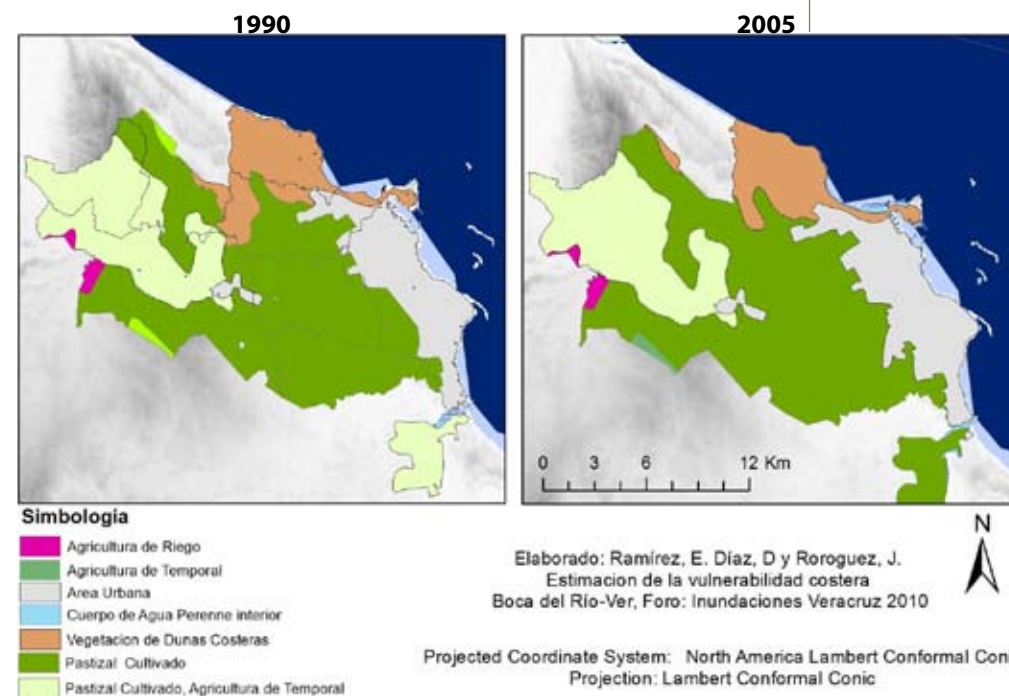 1990
2005
0 3 6 12 Km
Simbologia
Agricultura de Riego
Agricultura de Temporal
Area Urbana
Cuerpo de Agua Perenne interior
Vegetacion de Dunas Costeras
Pastizal Cultivado
Pastizal Cultivado, Agricultura de Temporal
N
Elaborado: Ramírez, E. Díaz, D y Roroguez, J.
Estimacion de la vulnerabilidad costera
Boca del Río-Ver, Foro: Inundaciones Veracruz 2010
Projected Coordinate System: North America Lambert Conformal Coni
Projection: Lambert Conformal Conic